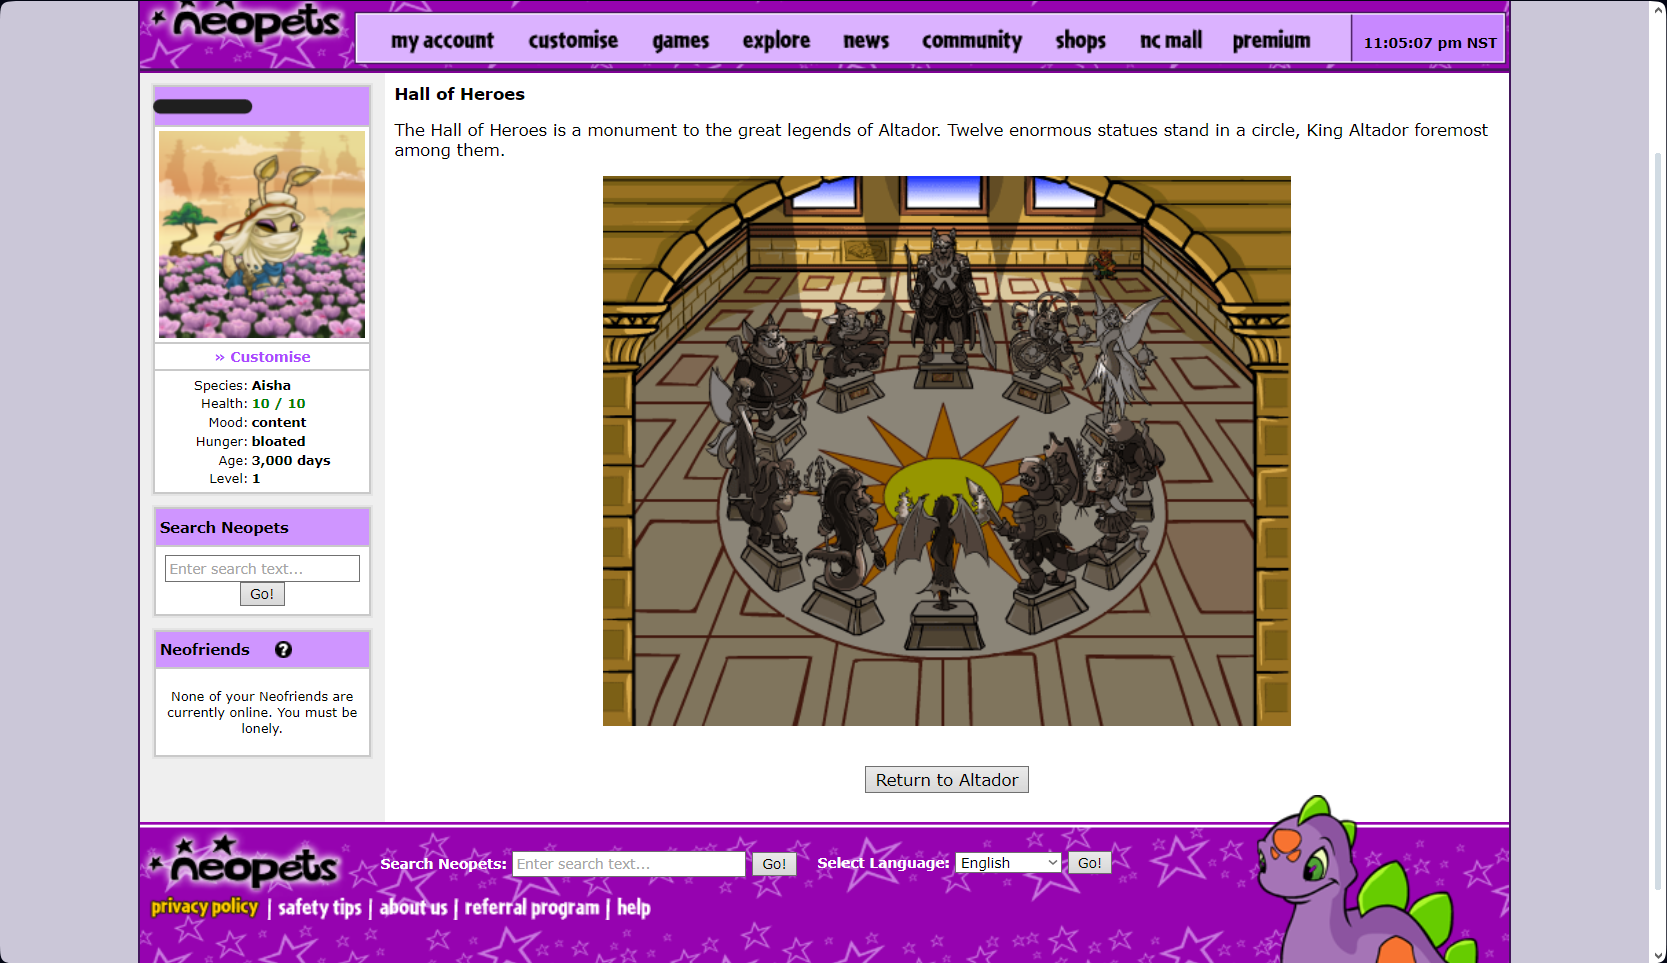 neopets
my account customise games explore news community shops nc mall premium 11:05:07 pm NST
» Customise
Species: Aisha
Health: 10 / 10
Mood: content
Hunger: bloated
Age: 3,000 days
Level: 1
Search Neopets
Enter search text...
Go!
Neofriends ?
None of your Neofriends are
currently online. You must be
lonely.
Hall of Heroes
The Hall of Heroes is a monument to the great legends of Altador. Twelve enormous statues stand in a circle, King Altador foremost
among them.
Return to Altador
neopets
Search Neopets: Enter search text... Go! Select Language: English Go!
privacy policy | safety tips | about us | referral program | help